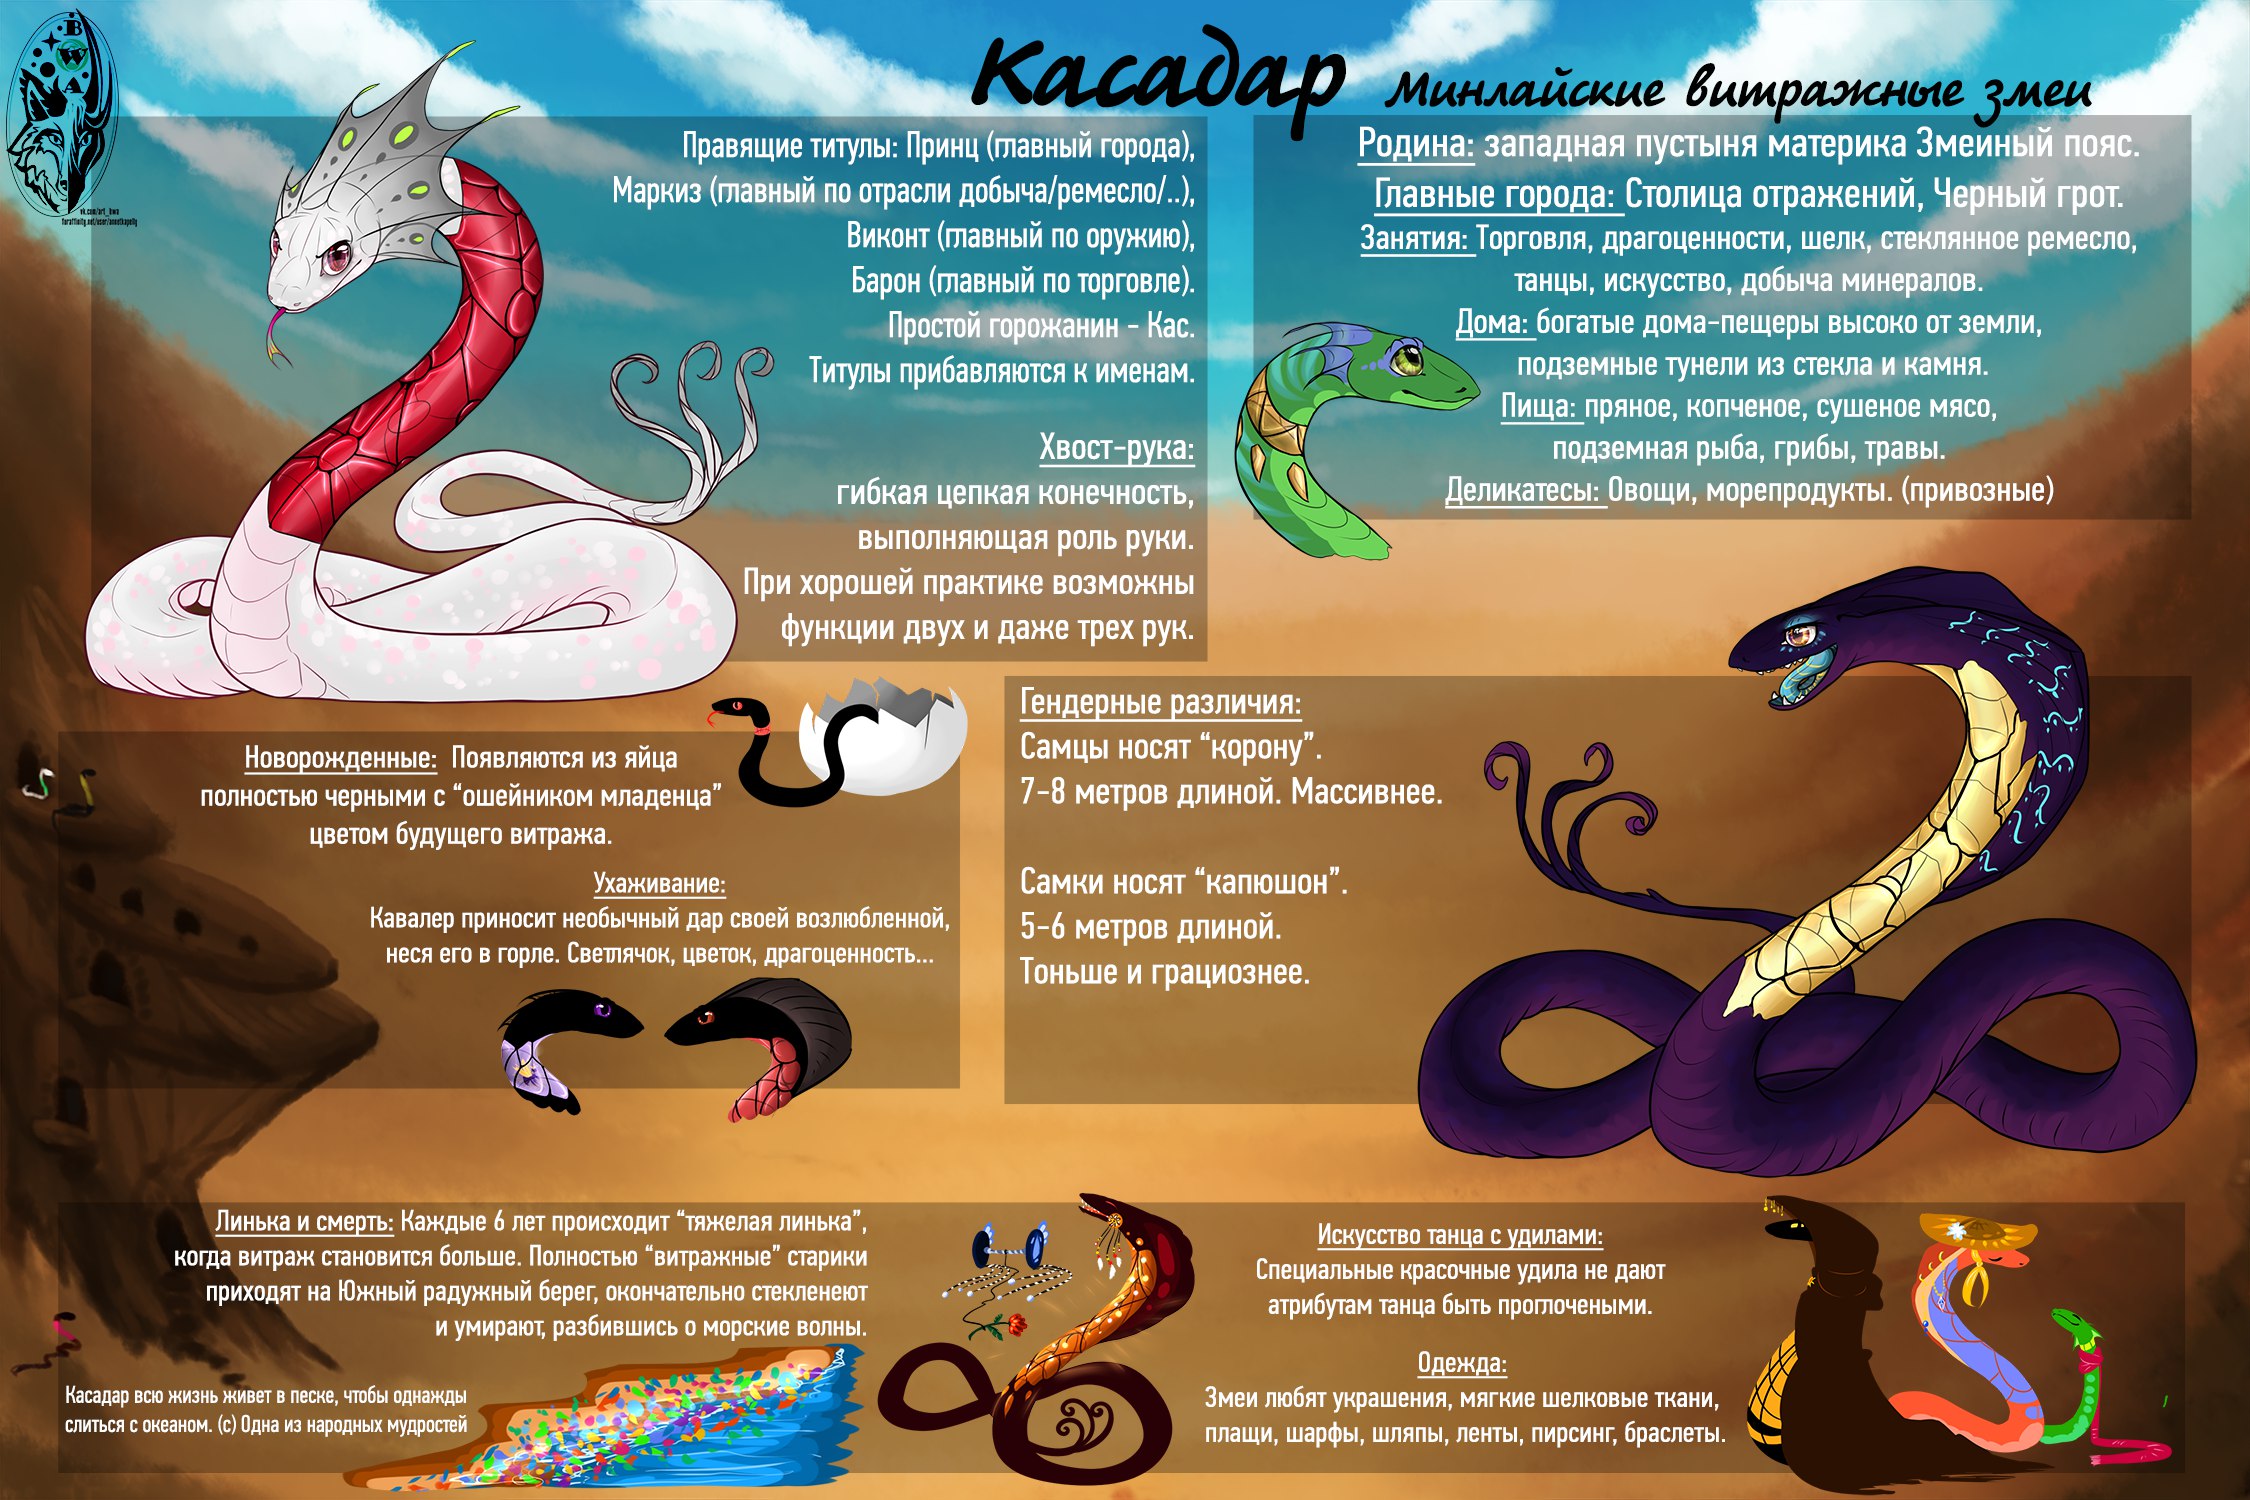 B
W
A
vk.com/art_bwa
Касадар Минлайские витражные змеи
Правящие титулы: Принц (главный города),
Маркиз (главный по отрасли добыча/ремесло/..),
Виконт (главный по оружию),
Барон (главный по торговле).
Простой горожанин - Кас.
Титулы прибавляются к именам.
Хвост-рука:
гибкая цепкая конечность,
выполняющая роль руки.
При хорошей практике возможны
функции двух и даже трех рук.
Родина: западная пустыня материка Змеиный пояс.
Главные города: Столица отражений, Черный грот.
Занятия: Торговля, драгоценности, шелк, стеклянное ремесло,
танцы, искусство, добыча минералов.
Дома: богатые дома-пещеры высоко от земли,
подземные тунели из стекла и камня.
Пища: пряное, копченое, сушеное мясо,
подземная рыба, грибы, травы.
Деликатесы: Овощи, морепродукты. (привозные)
Новорожденные: Появляются из яйца
полностью черными с “ошейником младенца”
цветом будущего витража.
Ухаживание:
Кавалер приносит необычный дар своей возлюбленной,
неся его в горле. Светлячок, цветок, драгоценность...
Гендерные различия:
Самцы носят “корону”.
7-8 метров длиной. Массивнее.
Самки носят “капюшон”.
5-6 метров длиной.
Тоньше и грациознее.
Линька и смерть: Каждые 6 лет происходит “тяжелая линька”,
когда витраж становится больше. Полностью “витражные” старики
приходят на Южный радужный берег, окончательно стекленеют
и умирают, разбившись о морские волны.
Касадар всю жизнь живет в песке, чтобы однажды
слиться с океаном. (с) Одна из народных мудростей
Искусство танца с удилами:
Специальные красочные удила не дают
атрибутам танца быть проглочеными.
Одежда:
Змеи любят украшения, мягкие шелковые ткани,
плащи, шарфы, шляпы, ленты, пирсинг, браслеты.